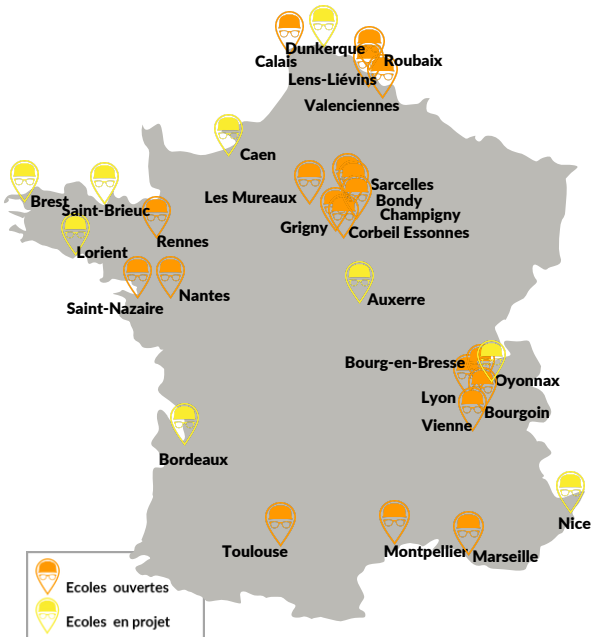 Dunkerque
Calais
Roubaix
Lens-Liévins
Valenciennes
Caen
Sarcelles
Les Mureaux
Bondy
Brest
Saint-Brieuc
Champigny
Grigny
Corbeil Essonnes
Rennes
Lorient
Nantes
Auxerre
Saint-Nazaire
Bourg-en-Bresse
Oyonnax
Lyon
Bourgoin
Vienne
Bordeaux
Nice
Toulouse
Montpellier
Marseille
Ecoles ouvertes
Ecoles en projet